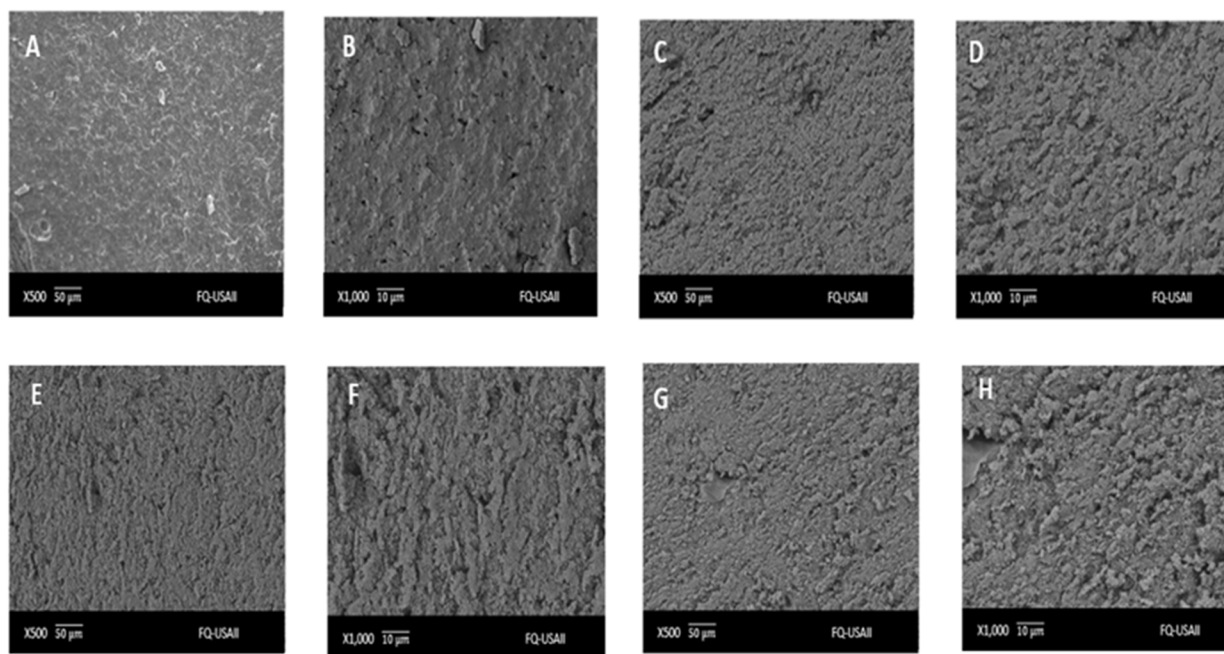 A
B
C
D
X500 50 µm FQ-USAII
X1,000 10 µm FQ-USAII
X500 50 µm FQ-USAII
X1,000 10 µm FQ-USAII
E
F
G
H
X500 50 µm FQ-USAII
X1,000 10 µm FQ-USAII
X500 50 µm FQ-USAII
X1,000 10 µm FQ-USAII